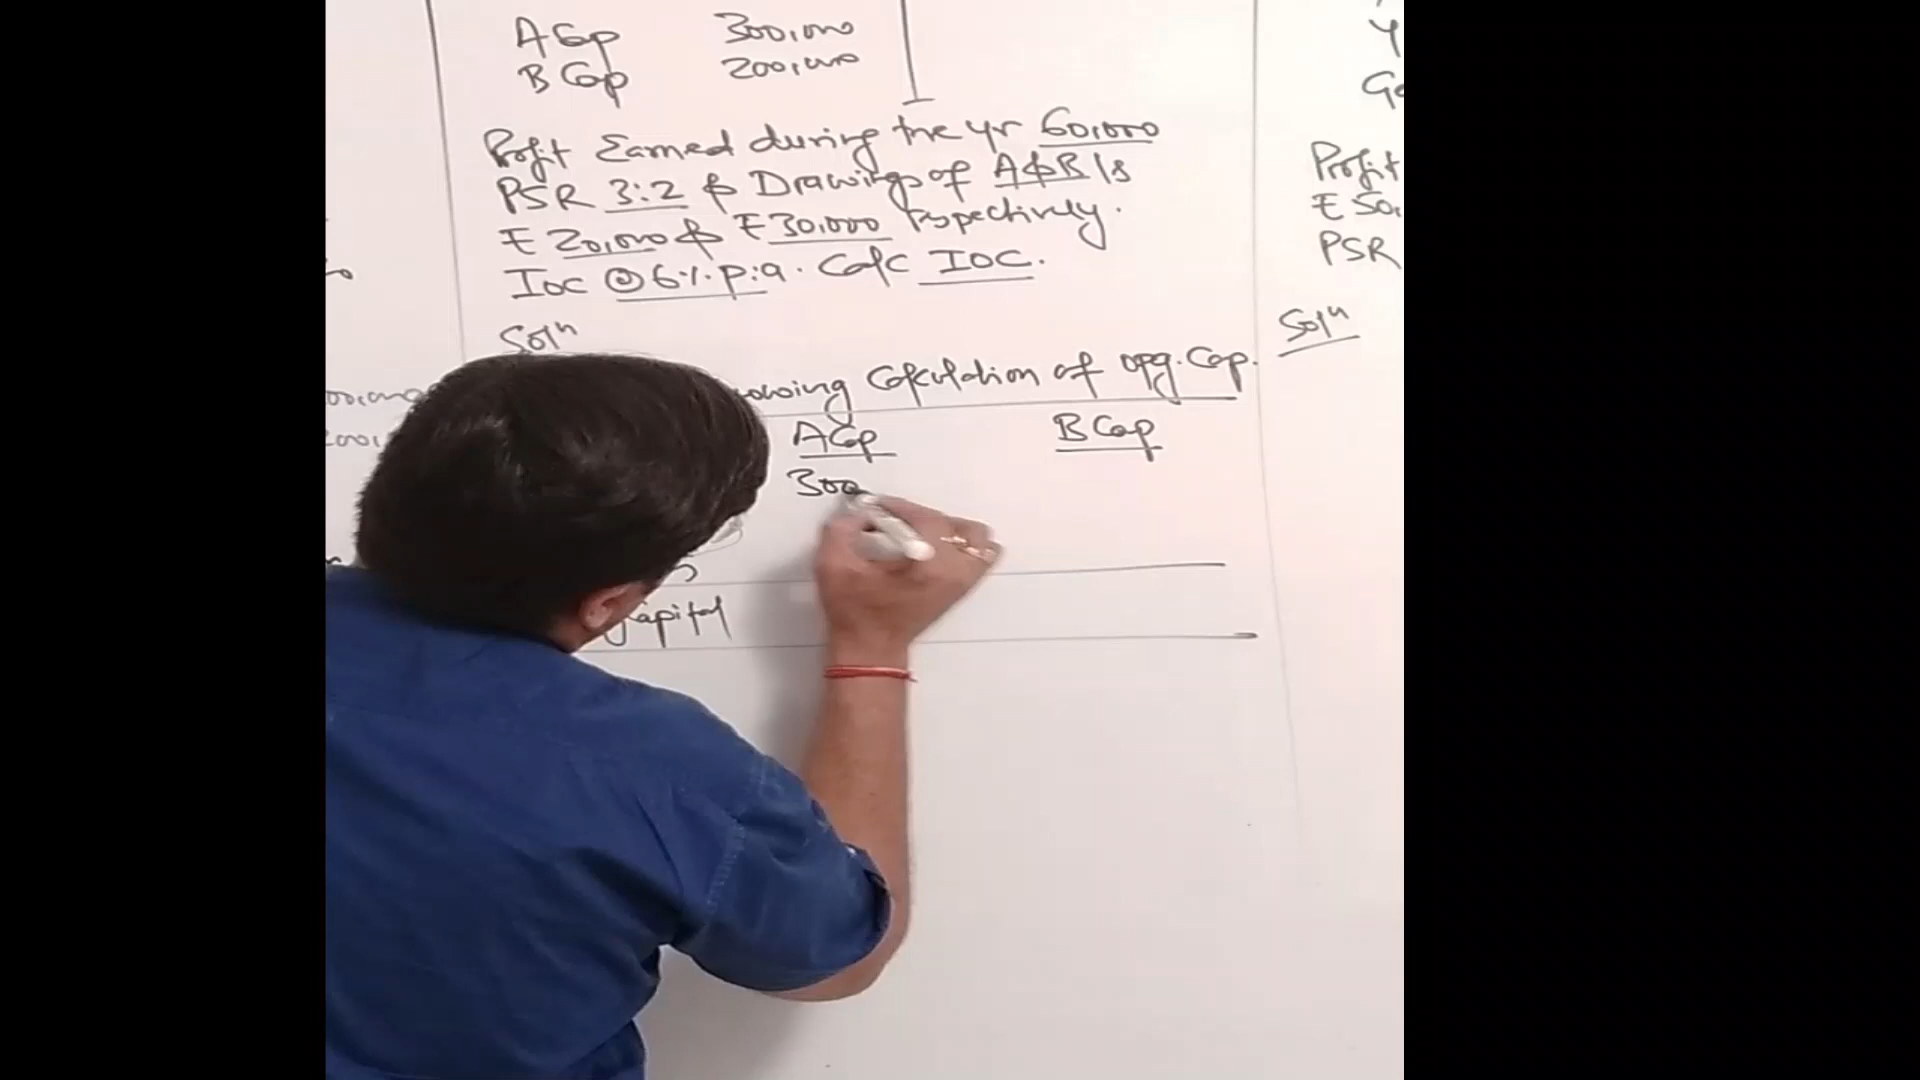 A Cap 300,000
B Cap 200,000
Profit Earned during the yr 60,000
PSR 3:2 & Drawings of A & B is
₹ 20,000 & ₹ 30,000 respectively.
IOC @ 6% p.a. Calc IOC.
Soln
Calculation of opg. Cap.
A Cap B Cap
300
Capital
Profit
₹ 50,
PSR
Soln